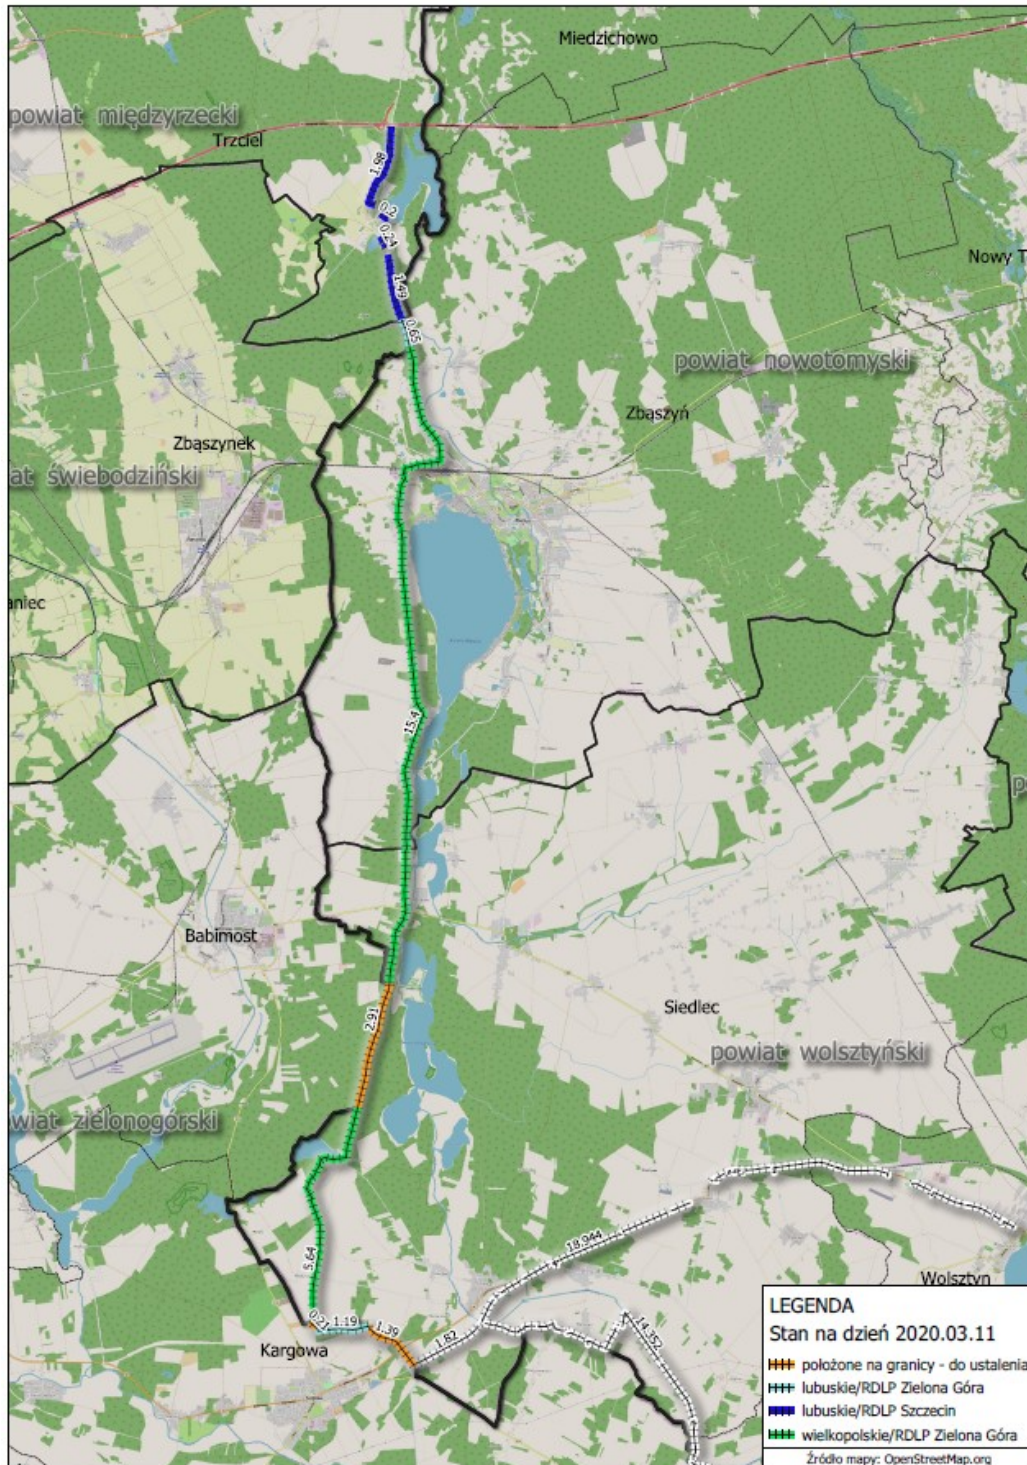 Miedzichowo
powiat międzyrzecki
Trzciel
1.98
0.2
0.24
Nowy T
1.49
0.65
powiat nowotomyski
Zbąszyń
Zbąszynek
at świebodziński
aniec
15.4
Babimost
2.91
Siedlec
powiat wolsztyński
wiat zielonogórski
18.944
5.64
Wolsztyn
0.21
1.19
1.39
1.82
14.352
Kargowa
LEGENDA
Stan na dzień 2020.03.11
położone na granicy - do ustalenia
lubuskie/RDLP Zielona Góra
lubuskie/RDLP Szczecin
wielkopolskie/RDLP Zielona Góra
Źródło mapy: OpenStreetMap.org